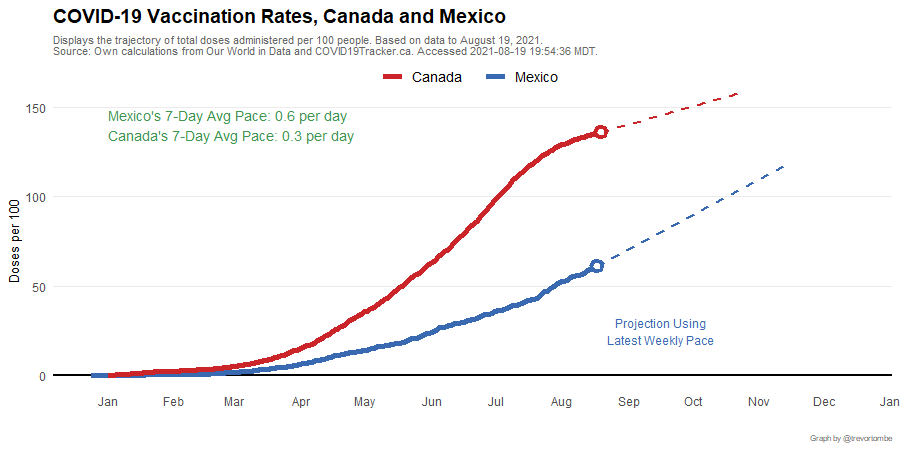 COVID-19 Vaccination Rates, Canada and Mexico
Displays the trajectory of total doses administered per 100 people. Based on data to August 19, 2021.
Source: Own calculations from Our World in Data and COVID19Tracker.ca. Accessed 2021-08-19 19:54:36 MDT.
Canada Mexico
Mexico's 7-Day Avg Pace: 0.6 per day
Canada's 7-Day Avg Pace: 0.3 per day
Doses per 100
150
100
50
0
Projection Using
Latest Weekly Pace
Jan Feb Mar Apr May Jun Jul Aug Sep Oct Nov Dec Jan
Graph by @trevortombe